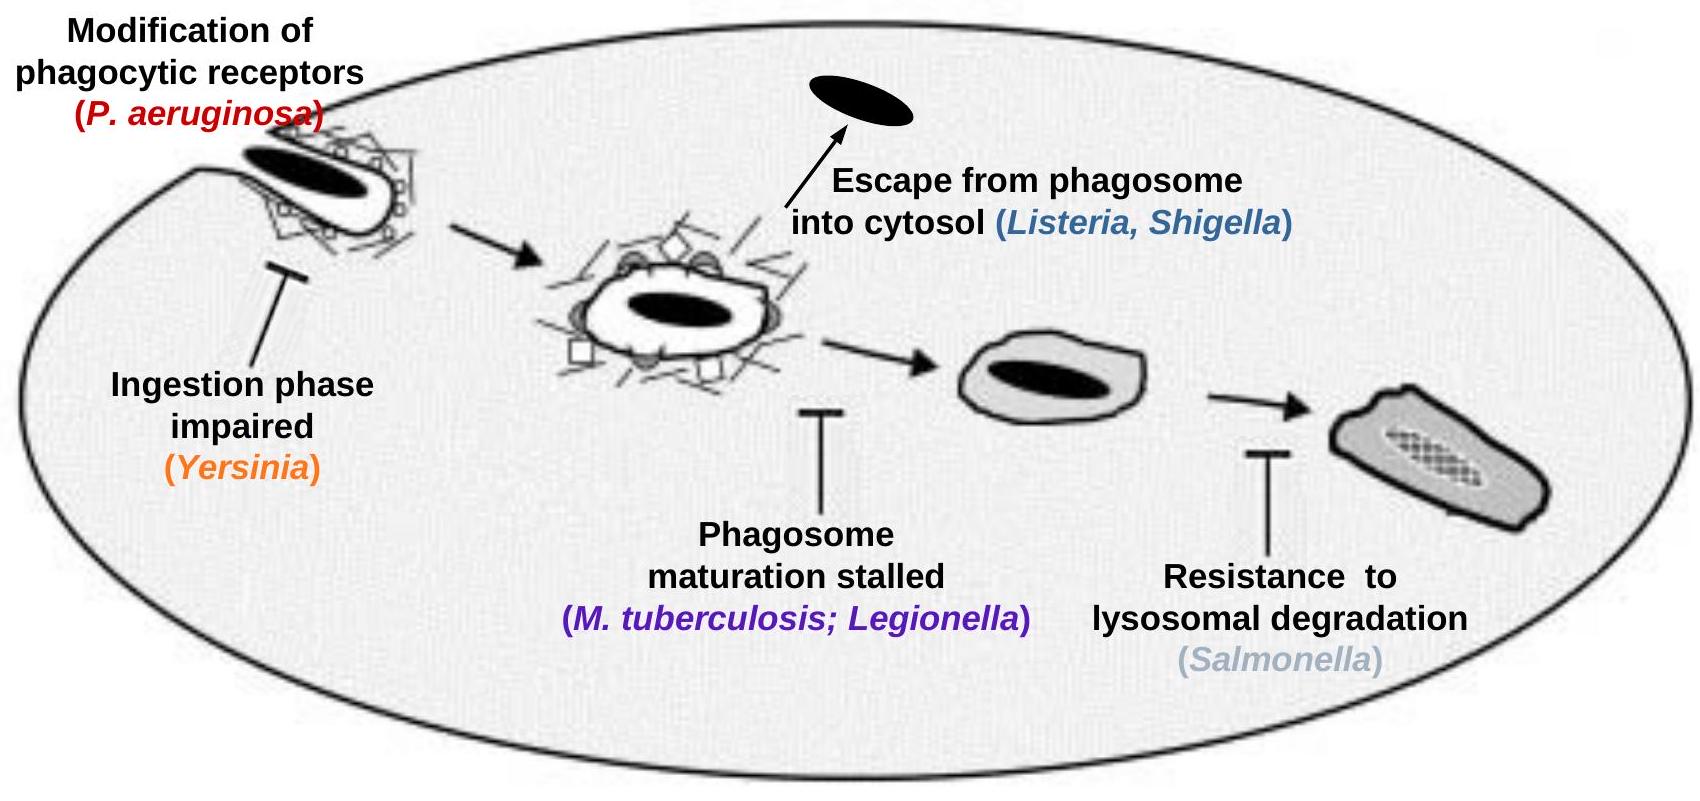 Modification of
phagocytic receptors
(P. aeruginosa)
Escape from phagosome
into cytosol (Listeria, Shigella)
Ingestion phase
impaired
(Yersinia)
Phagosome
maturation stalled
(M. tuberculosis; Legionella)
Resistance to
lysosomal degradation
(Salmonella)